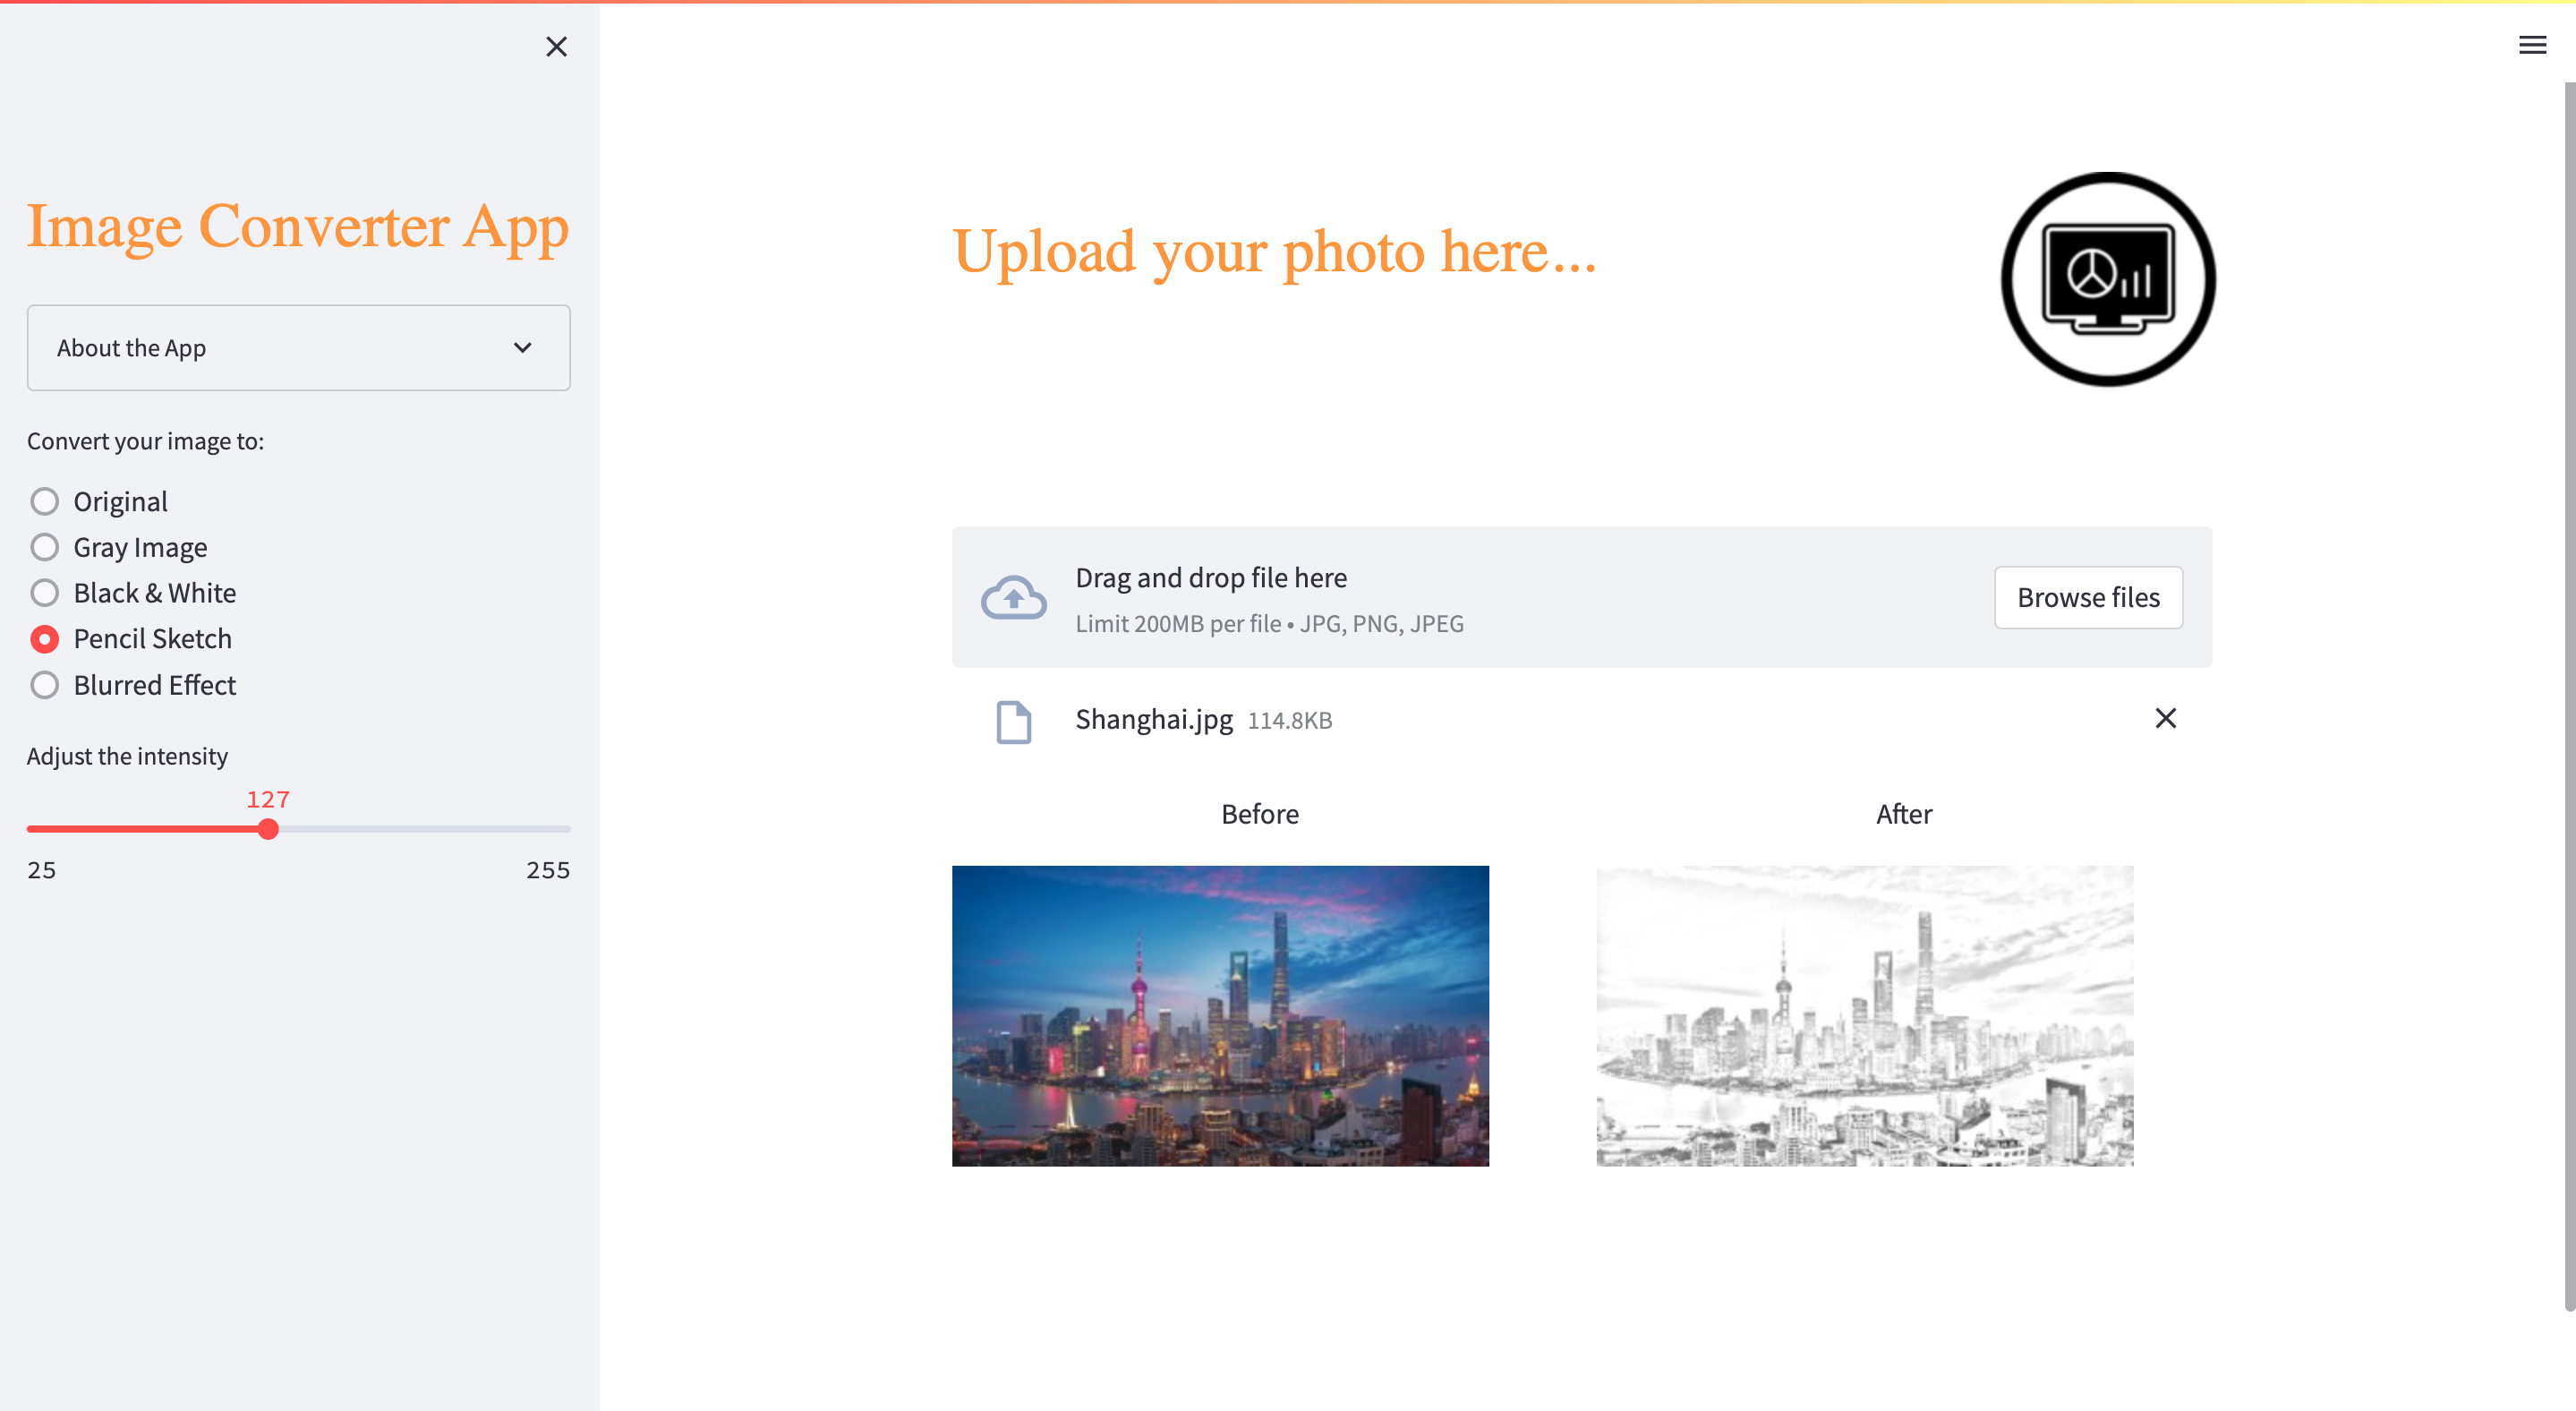 Image Converter App
About the App
Convert your image to:
Original
Gray Image
Black & White
Pencil Sketch
Blurred Effect
Adjust the intensity
127
25 255
Upload your photo here...
Drag and drop file here
Limit 200MB per file • JPG, PNG, JPEG
Browse files
Shanghai.jpg 114.8KB
Before After